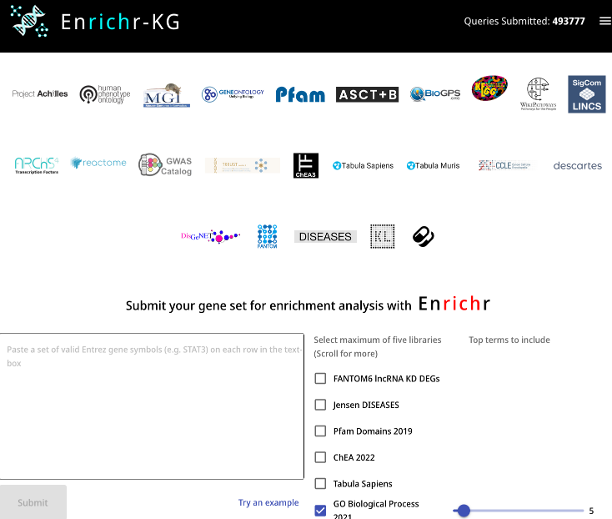 Enrichr-KG
Queries Submitted: 493777
Project Achilles
human phenotype ontology
MGI
GENEONTOLOGY
Unifying Biology
Pfam
ASCT+B
BioGPS
KEGG
WIKIPATHWAYS
SigCom
LINCS
ARCHS4
Transcription Factors
reactome
GWAS
Catalog
TRRUST
ChEA3
Tabula Sapiens
Tabula Muris
CCLE
descartes
DisGeNET
FANTOM
DISEASES
KL
Submit your gene set for enrichment analysis with Enrichr
Paste a set of valid Entrez gene symbols (e.g. STAT3) on each row in the text-
box
Select maximum of five libraries
(Scroll for more)
Top terms to include
FANTOM6 lncRNA KD DEGs
Jensen DISEASES
Pfam Domains 2019
ChEA 2022
Tabula Sapiens
GO Biological Process
2021
5
Submit
Try an example